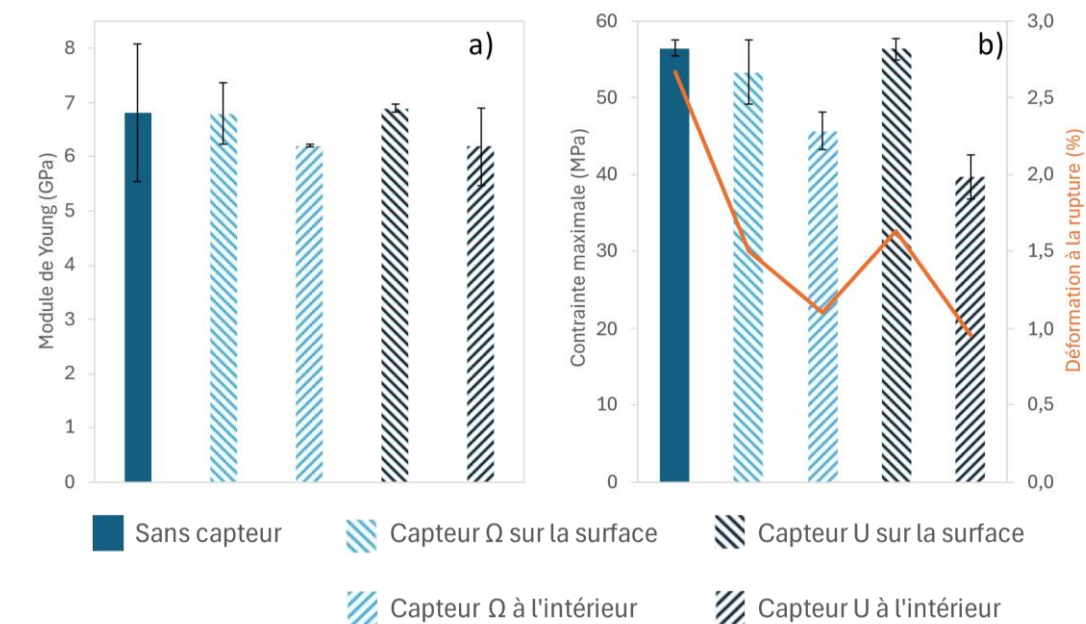 a)
Module de Young (GPa)
8
7
6
5
4
3
2
1
0
b)
Contrainte maximale (MPa)
60
50
40
30
20
10
0
3,0
2,5
2,0
1,5
1,0
0,5
0,0
Déformation à la rupture (%)
Sans capteur
Capteur Ω sur la surface
Capteur U sur la surface
Capteur Ω à l'intérieur
Capteur U à l'intérieur